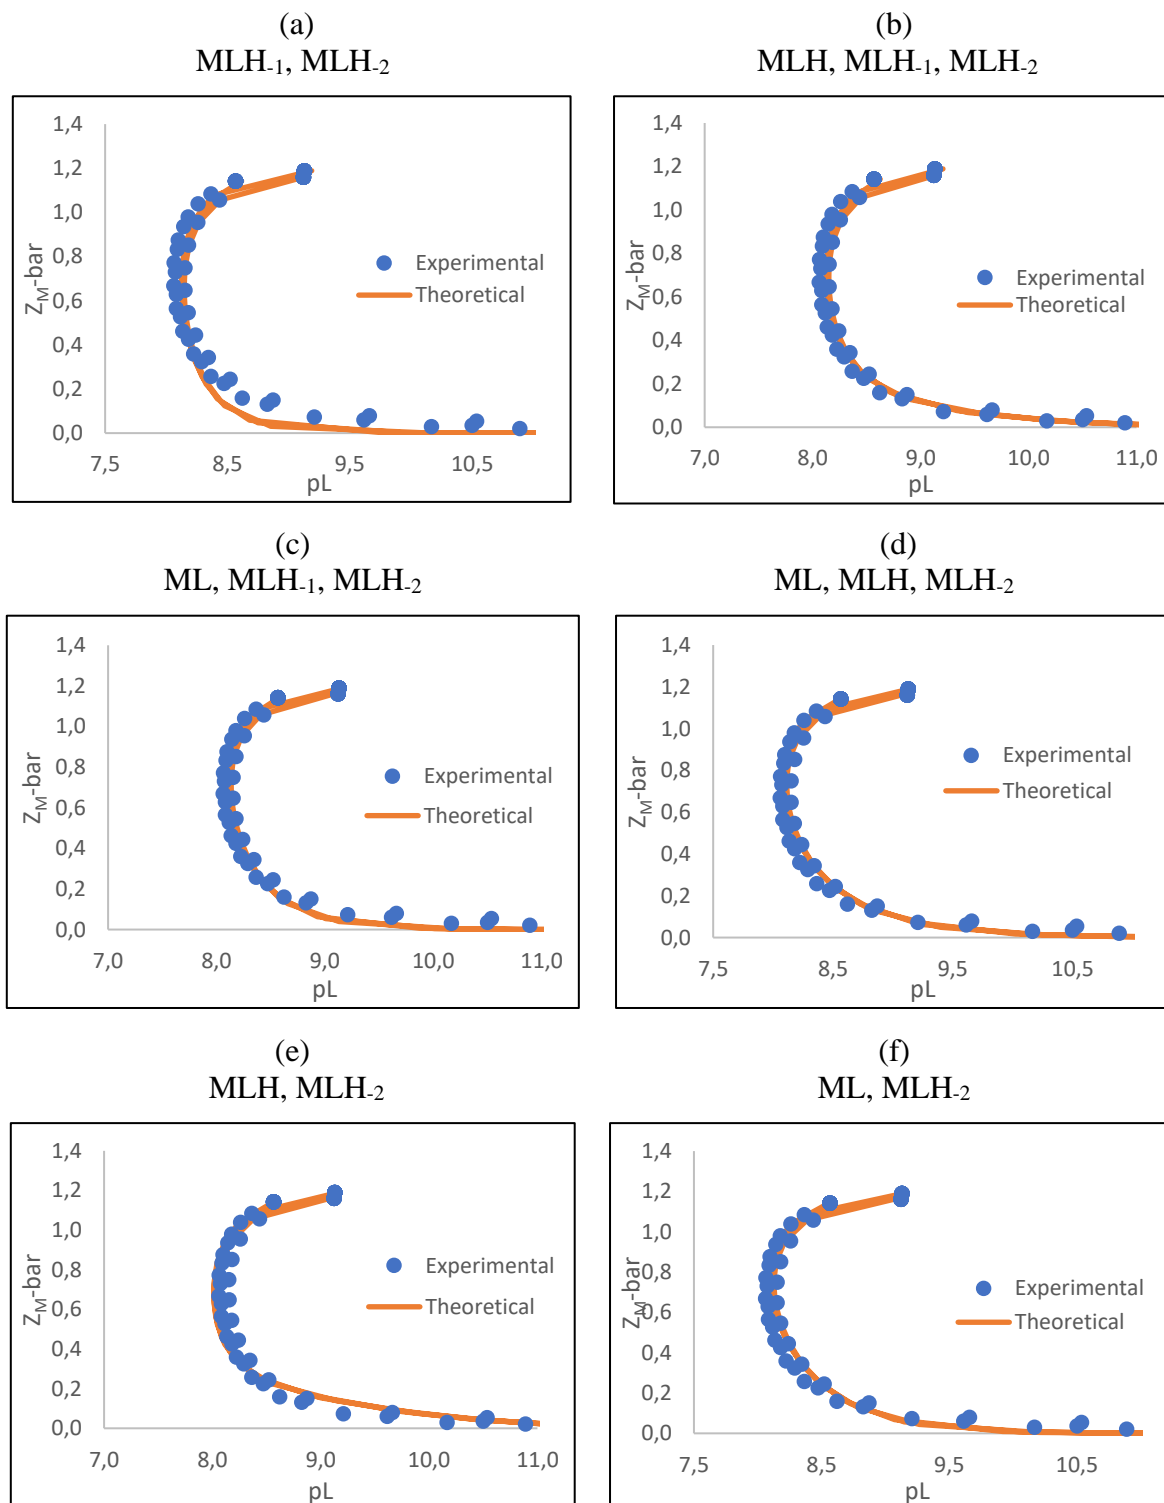 (a)
MLH-1, MLH-2
1,4
1,2
1,0
0,8
0,6
0,4
0,2
0,0
ZM-bar
7,5 8,5 9,5 10,5
pL
Experimental
Theoretical
(b)
MLH, MLH-1, MLH-2
1,4
1,2
1,0
0,8
0,6
0,4
0,2
0,0
ZM-bar
7,0 8,0 9,0 10,0 11,0
pL
Experimental
Theoretical
(c)
ML, MLH-1, MLH-2
1,4
1,2
1,0
0,8
0,6
0,4
0,2
0,0
ZM-bar
7,0 8,0 9,0 10,0 11,0
pL
Experimental
Theoretical
(d)
ML, MLH, MLH-2
1,4
1,2
1,0
0,8
0,6
0,4
0,2
0,0
ZM-bar
7,5 8,5 9,5 10,5
pL
Experimental
Theoretical
(e)
MLH, MLH-2
1,4
1,2
1,0
0,8
0,6
0,4
0,2
0,0
ZM-bar
7,0 8,0 9,0 10,0 11,0
pL
Experimental
Theoretical
(f)
ML, MLH-2
1,4
1,2
1,0
0,8
0,6
0,4
0,2
0,0
ZM-bar
7,5 8,5 9,5 10,5
pL
Experimental
Theoretical